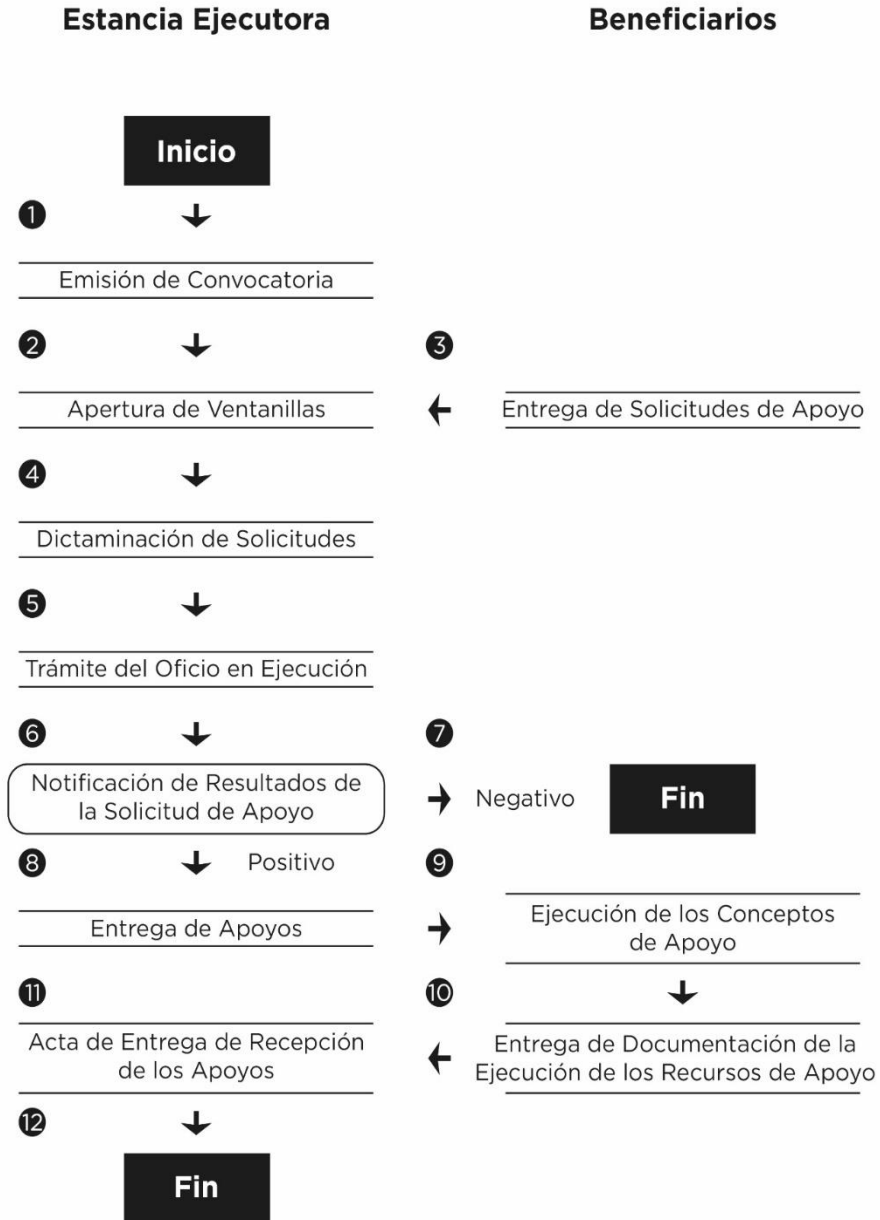 Estancia Ejecutora
Beneficiarios
Inicio
1
Emisión de Convocatoria
2
3
Apertura de Ventanillas
Entrega de Solicitudes de Apoyo
4
Dictaminación de Solicitudes
5
Trámite del Oficio en Ejecución
6
7
Notificación de Resultados de
la Solicitud de Apoyo
Negativo
Fin
8
Positivo
9
Entrega de Apoyos
Ejecución de los Conceptos
de Apoyo
11
10
Acta de Entrega de Recepción
de los Apoyos
Entrega de Documentación de la
Ejecución de los Recursos de Apoyo
12
Fin